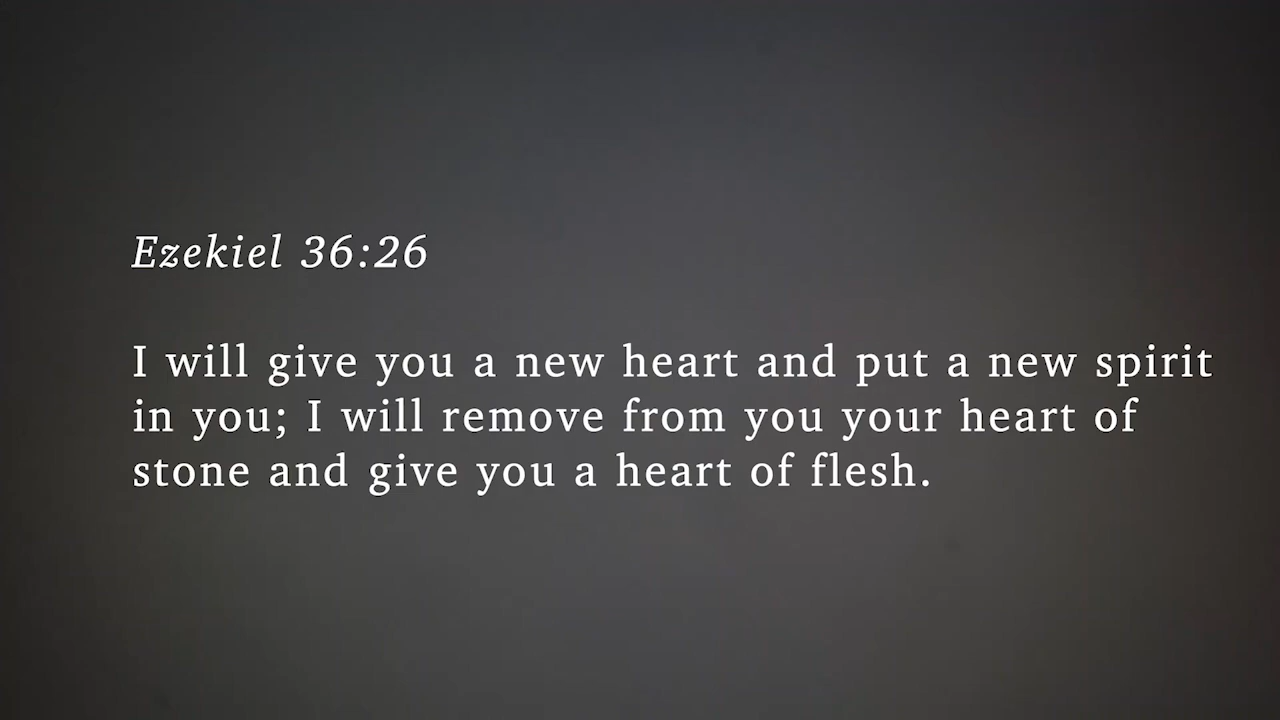 Ezekiel 36:26
I will give you a new heart and put a new spirit
in you; I will remove from you your heart of
stone and give you a heart of flesh.